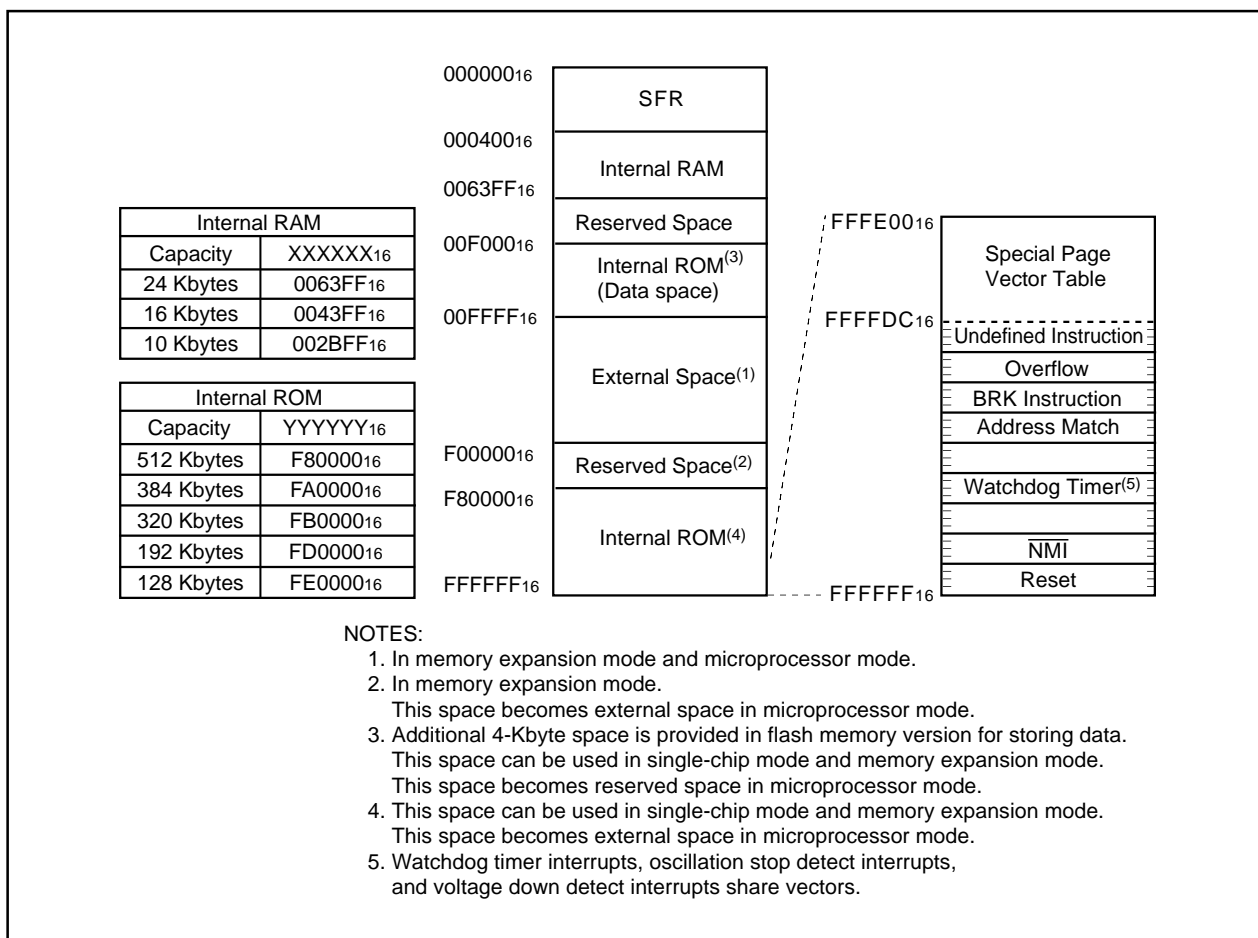 00000016
SFR
00040016
Internal RAM
0063FF16
Reserved Space
00F00016
Internal ROM(3)
(Data space)
00FFFF16
External Space(1)
F0000016
Reserved Space(2)
F8000016
Internal ROM(4)
FFFFFF16
Internal RAM
Capacity XXXXXX16
24 Kbytes 0063FF16
16 Kbytes 0043FF16
10 Kbytes 002BFF16
Internal ROM
Capacity YYYYYY16
512 Kbytes F8000016
384 Kbytes FA000016
320 Kbytes FB000016
192 Kbytes FD000016
128 Kbytes FE000016
FFFE0016
Special Page
Vector Table
FFFFDC16
Undefined Instruction
Overflow
BRK Instruction
Address Match
Watchdog Timer(5)
NMI
Reset
FFFFFF16
NOTES:
1. In memory expansion mode and microprocessor mode.
2. In memory expansion mode.
This space becomes external space in microprocessor mode.
3. Additional 4-Kbyte space is provided in flash memory version for storing data.
This space can be used in single-chip mode and memory expansion mode.
This space becomes reserved space in microprocessor mode.
4. This space can be used in single-chip mode and memory expansion mode.
This space becomes external space in microprocessor mode.
5. Watchdog timer interrupts, oscillation stop detect interrupts,
and voltage down detect interrupts share vectors.